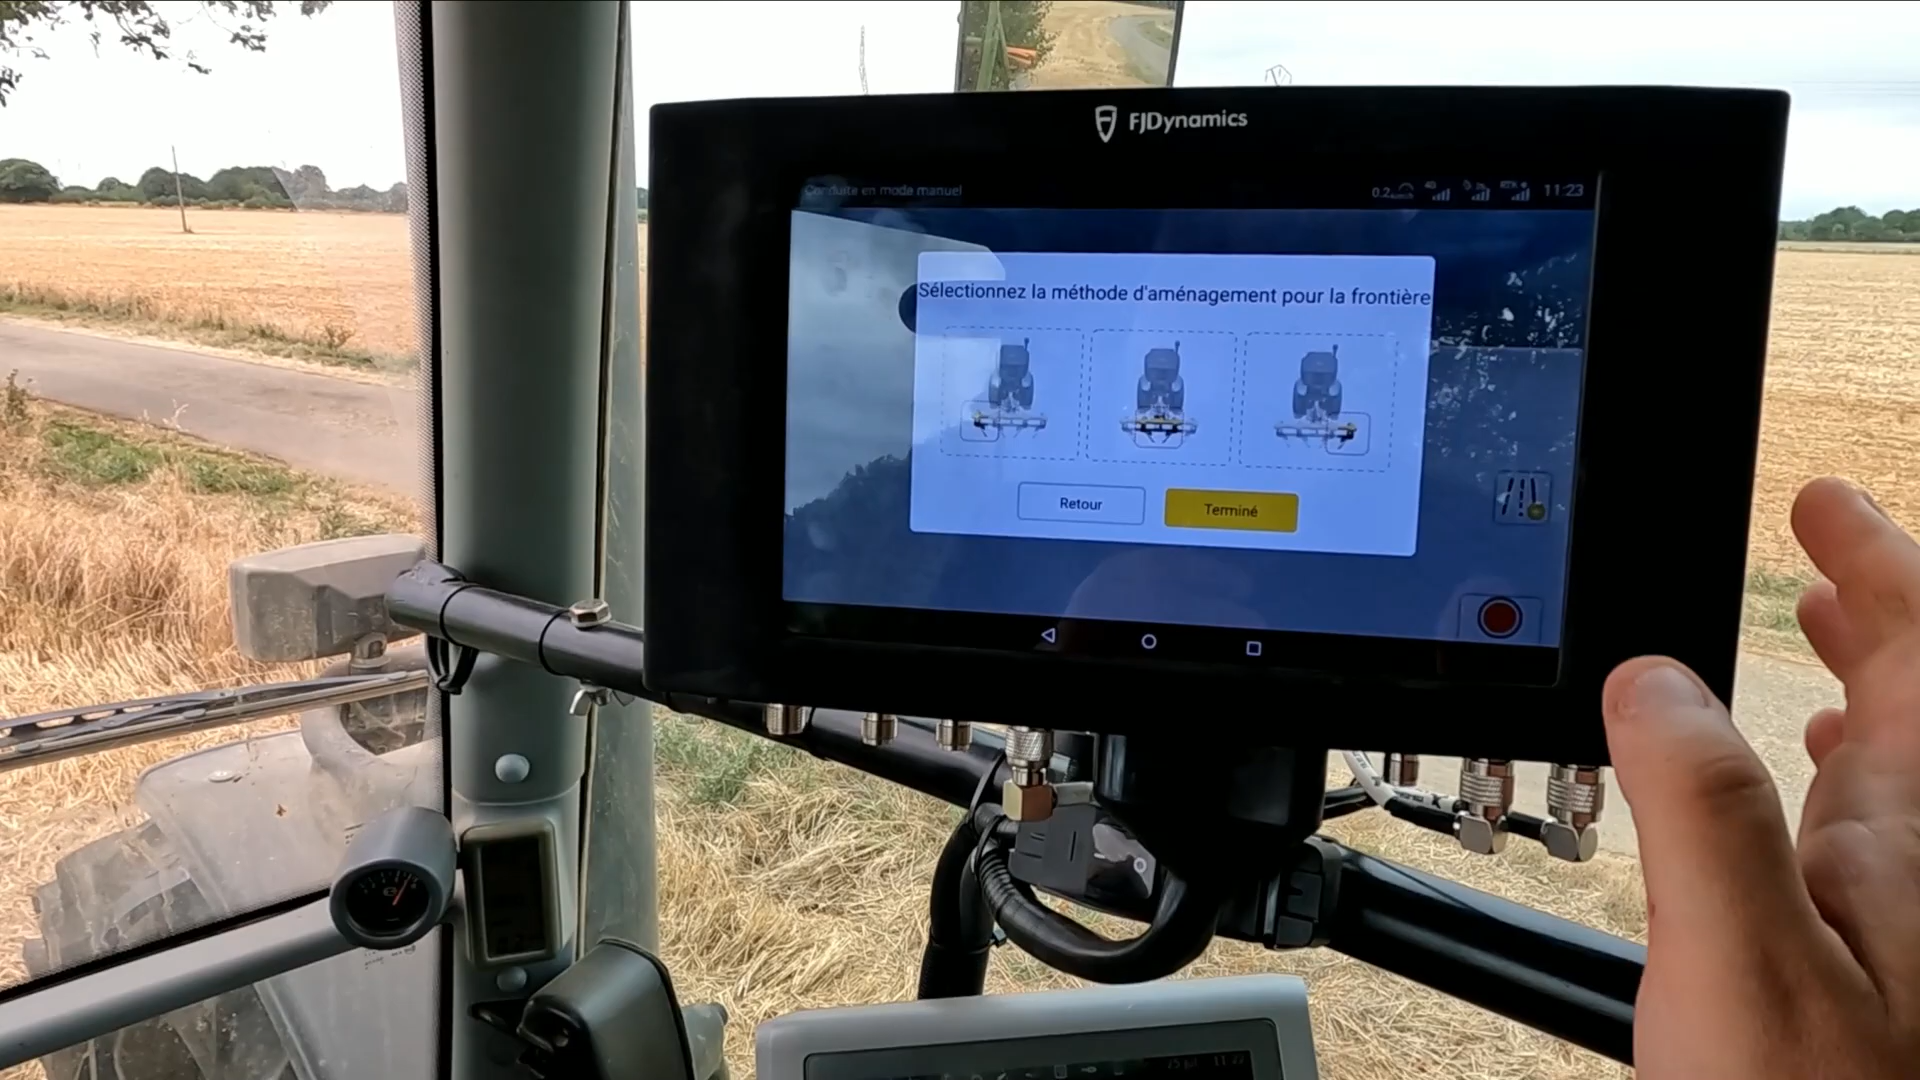 FJDynamics
Conduite en mode manuel
11:23
Sélectionnez la méthode d'aménagement pour la frontière
Retour
Terminé